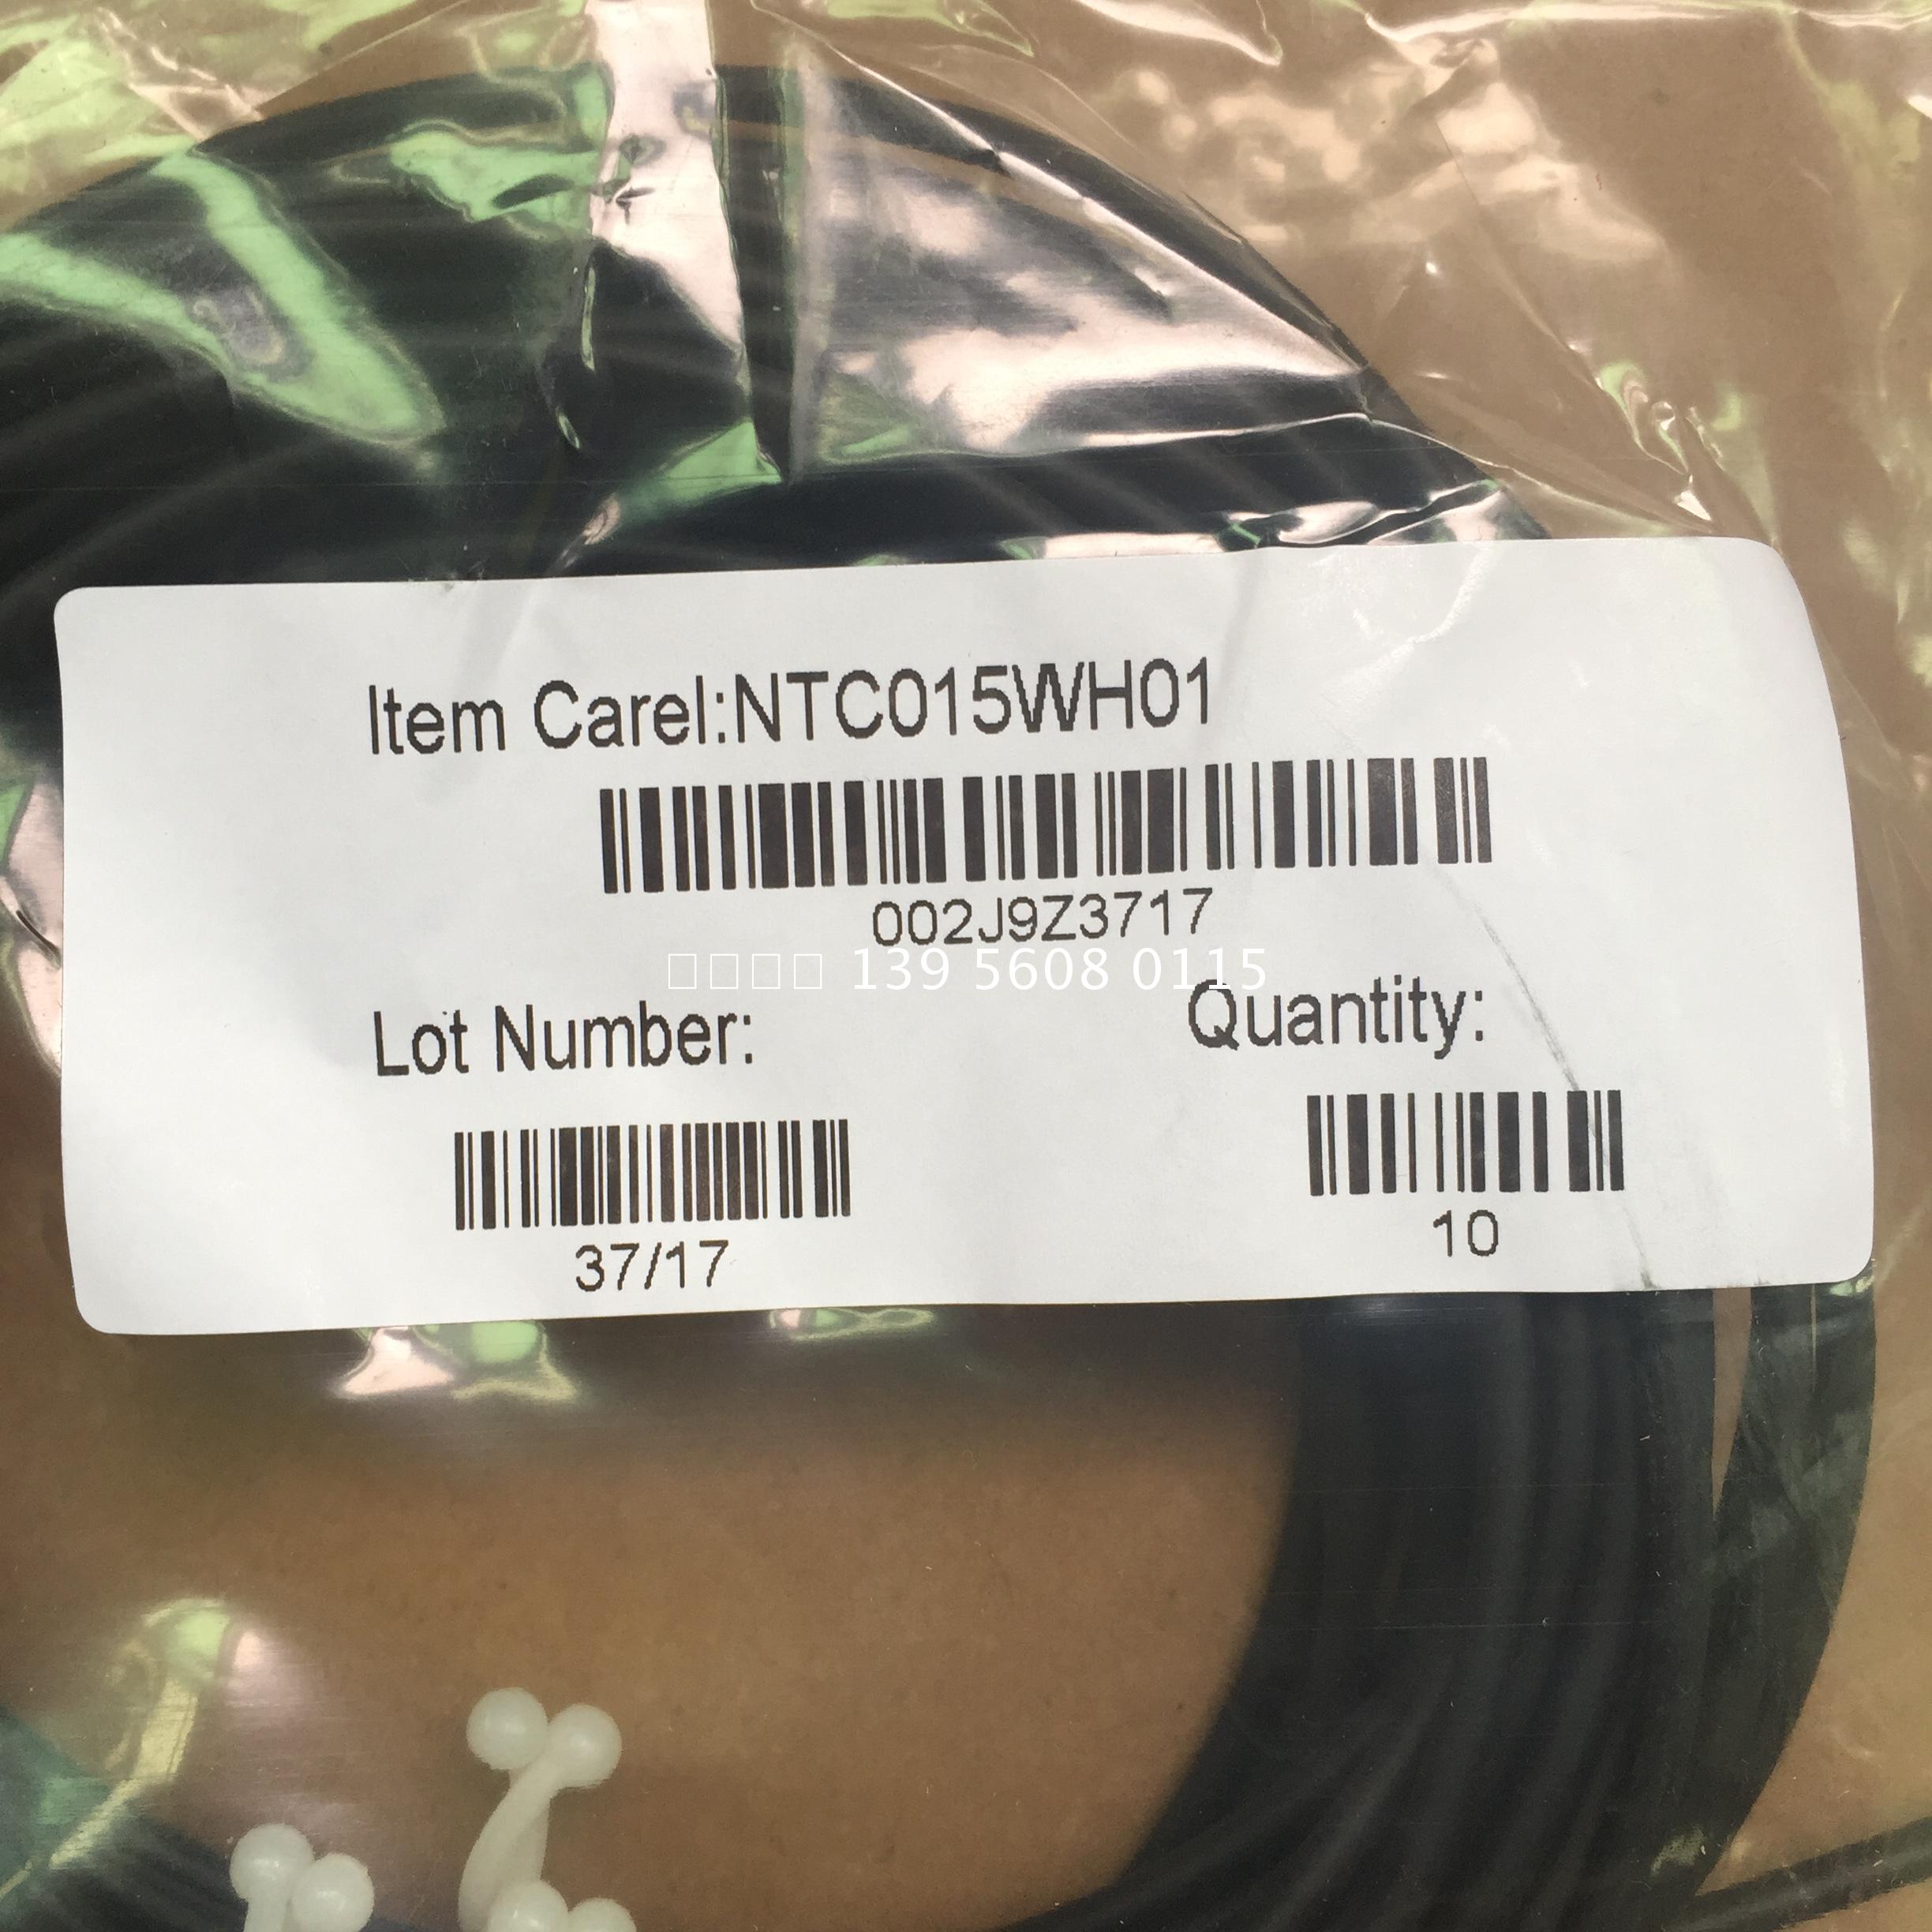 Item Carel:NTC015WH01
002J9Z3717
□□□□ 139 5608 0115
Lot Number:
Quantity:
37/17
10